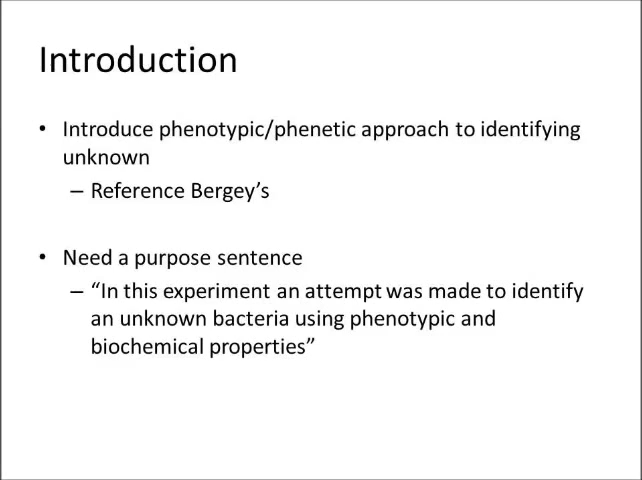 Introduction
• Introduce phenotypic/phenetic approach to identifying
unknown
– Reference Bergey’s
• Need a purpose sentence
– “In this experiment an attempt was made to identify
an unknown bacteria using phenotypic and
biochemical properties”